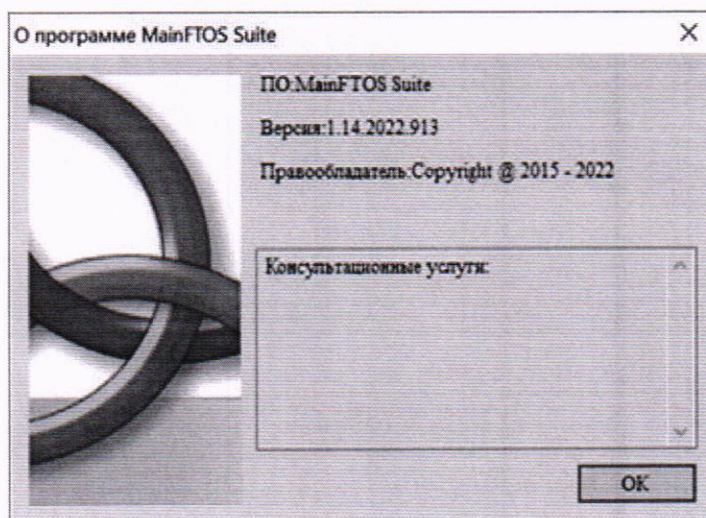 О программе MainFTOS Suite
ПО:MainFTOS Suite
Версия:1.14.2022.913
Правообладатель:Copyright @ 2015 - 2022
Консультационные услуги:
OK